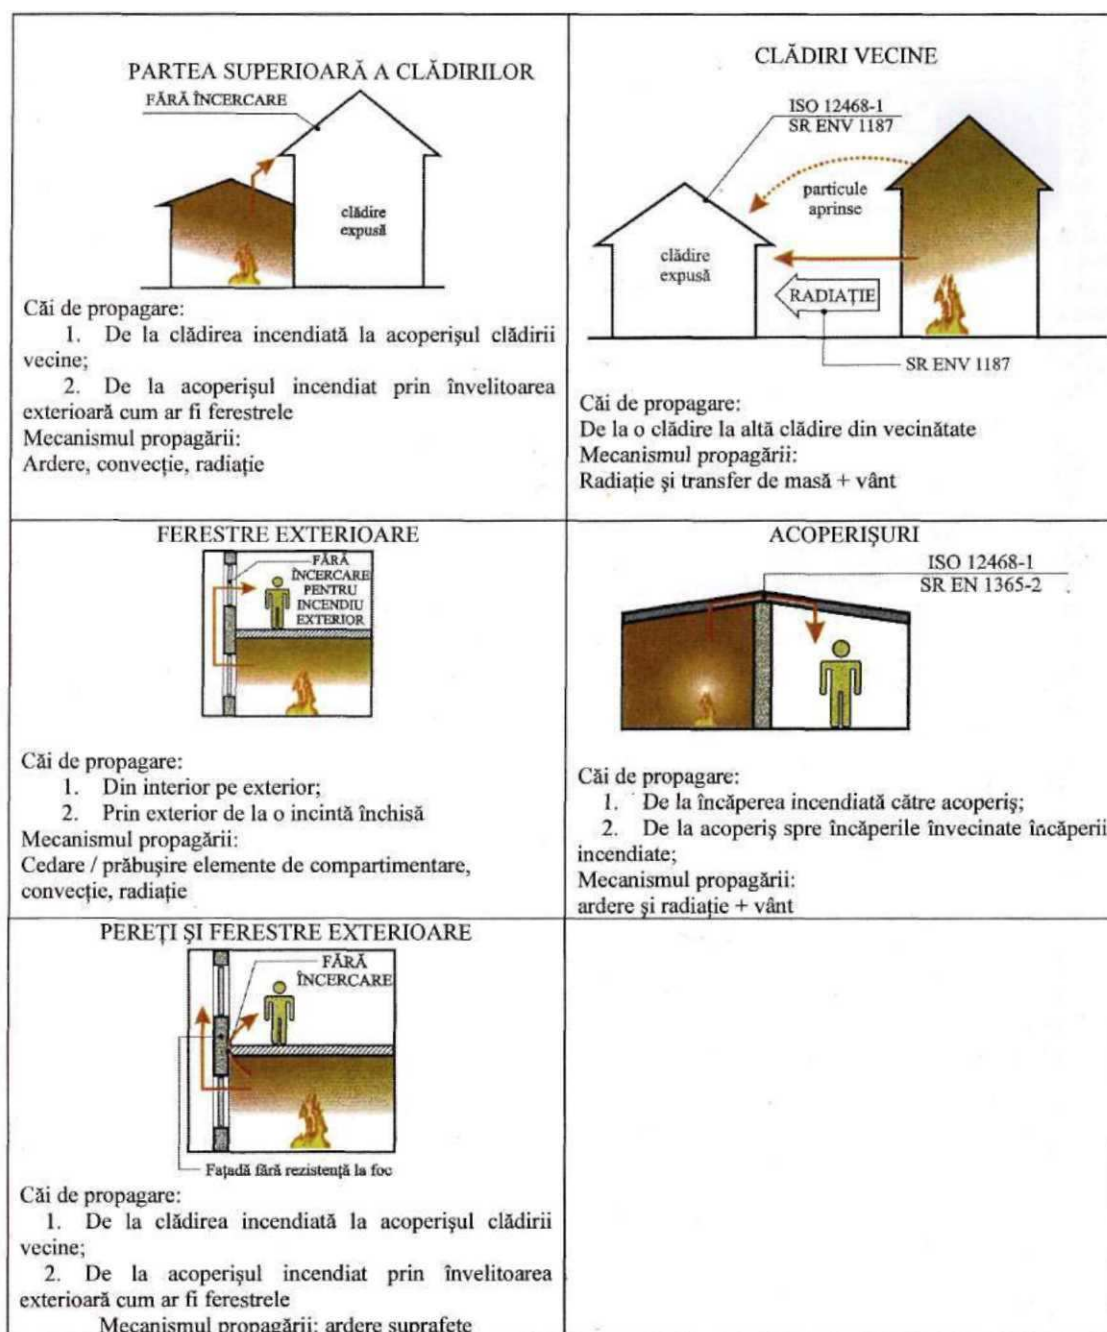 PARTEA SUPERIOARĂ A CLĂDIRILOR
FĂRĂ ÎNCERCARE
clădire
expusă
Căi de propagare:
1. De la clădirea incendiată la acoperişul clădirii
vecine;
2. De la acoperişul incendiat prin învelitoarea
exterioară cum ar fi ferestrele
Mecanismul propagării:
Ardere, convecţie, radiaţie
CLĂDIRI VECINE
ISO 12468-1
SR ENV 1187
particule
aprinse
clădire
expusă
RADIAŢIE
SR ENV 1187
Căi de propagare:
De la o clădire la altă clădire din vecinătate
Mecanismul propagării:
Radiaţie şi transfer de masă + vânt
FERESTRE EXTERIOARE
FĂRĂ
ÎNCERCARE
PENTRU
INCENDIU
EXTERIOR
Căi de propagare:
1. Din interior pe exterior;
2. Prin exterior de la o incintă închisă
Mecanismul propagării:
Cedare / prăbuşire elemente de compartimentare,
convecţie, radiaţie
ACOPERIŞURI
ISO 12468-1
SR EN 1365-2
Căi de propagare:
1. De la încăperea incendiată către acoperiş;
2. De la acoperiş spre încăperile învecinate încăperii
incendiate;
Mecanismul propagării:
ardere şi radiaţie + vânt
PEREŢI ŞI FERESTRE EXTERIOARE
FĂRĂ
ÎNCERCARE
Faţadă fără rezistenţă la foc
Căi de propagare:
1. De la clădirea incendiată la acoperişul clădirii
vecine;
2. De la acoperişul incendiat prin învelitoarea
exterioară cum ar fi ferestrele
Mecanismul propagării: ardere suprafeţe